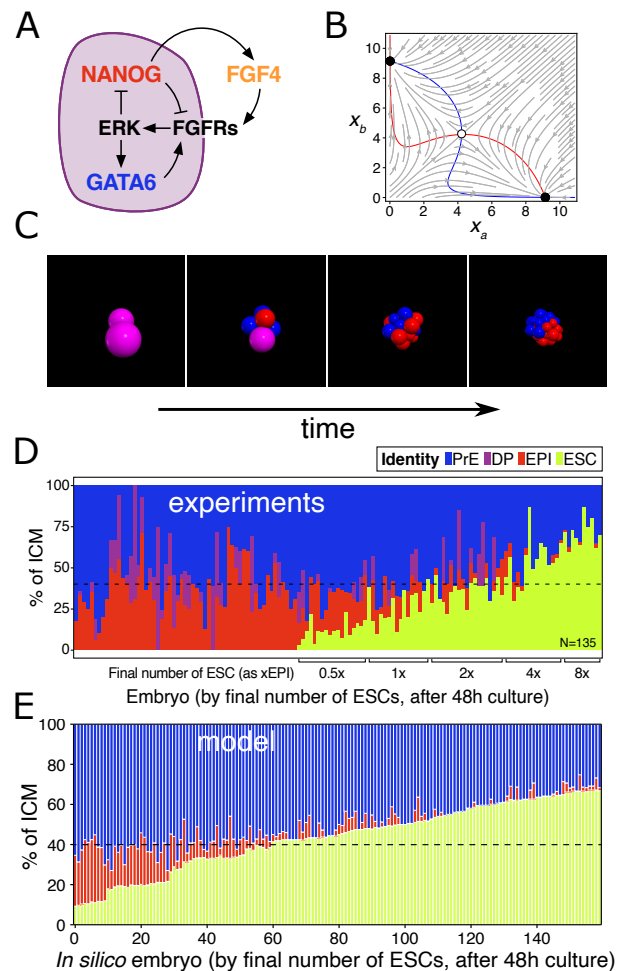 A
NANOG
FGF4
ERK
FGFRs
GATA6
B
10
8
6
4
2
0
x_b
0 2 4 6 8 10
x_a
C
time
D
Identity PrE DP EPI ESC
experiments
100
75
50
25
0
% of ICM
N=135
Final number of ESC (as xEPI) 0.5x 1x 2x 4x 8x
Embryo (by final number of ESCs, after 48h culture)
E
model
100
80
60
40
20
0
% of ICM
0 20 40 60 80 100 120 140
In silico embryo (by final number of ESCs, after 48h culture)